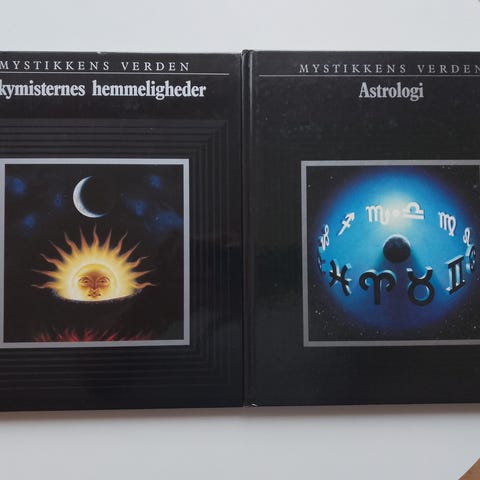 MYSTIKKENS VERDEN
kymisternes hemmeligheder
MYSTIKKENS VERDEN
Astrologi